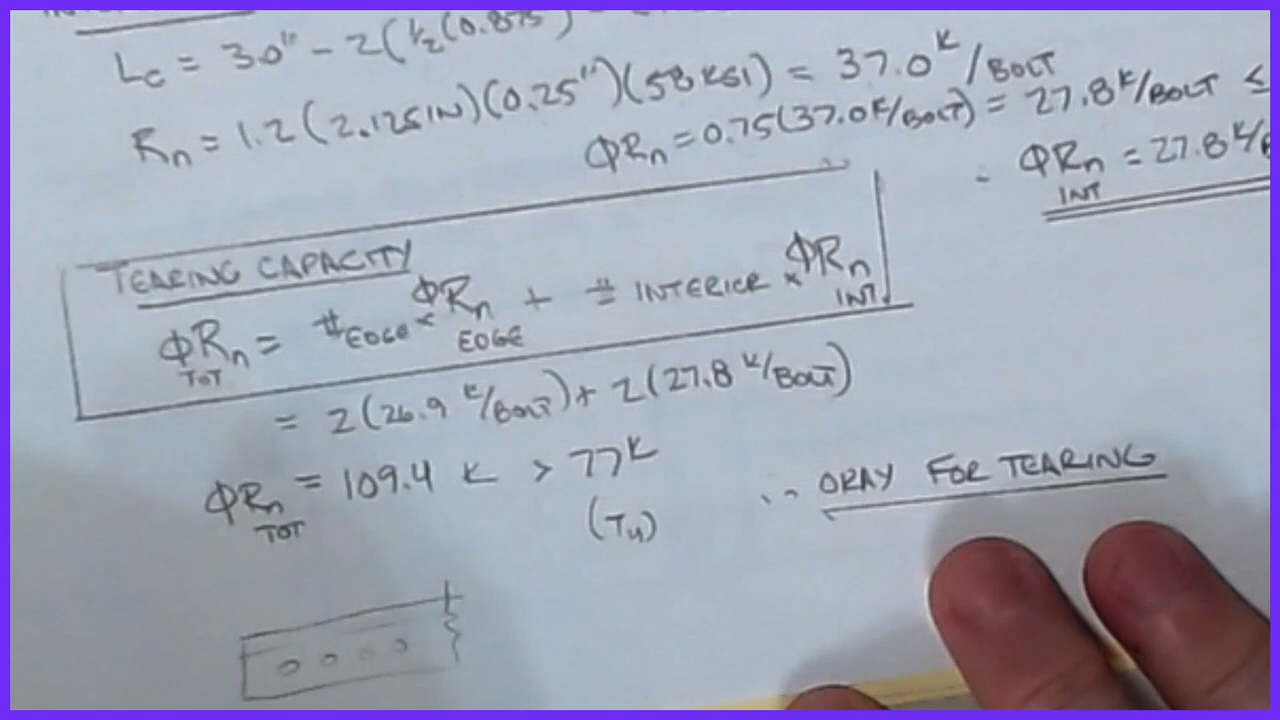 Lc = 3.0" - 2(1/2(0.875)
Rn = 1.2(2.125IN)(0.25")(58KSI) = 37.0K/BOLT
ΦRn = 0.75(37.0K/BOLT) = 27.8K/BOLT ≤
ΦRn INT = 27.8K/B
TEARING CAPACITY
ΦRn TOT = #EDGE × ΦRn EDGE + # INTERIOR × ΦRn INT
= 2(26.9 K/BOLT) + 2(27.8 K/BOLT)
ΦRn TOT = 109.4 K > 77K
(Tu)
∴ OKAY FOR TEARING